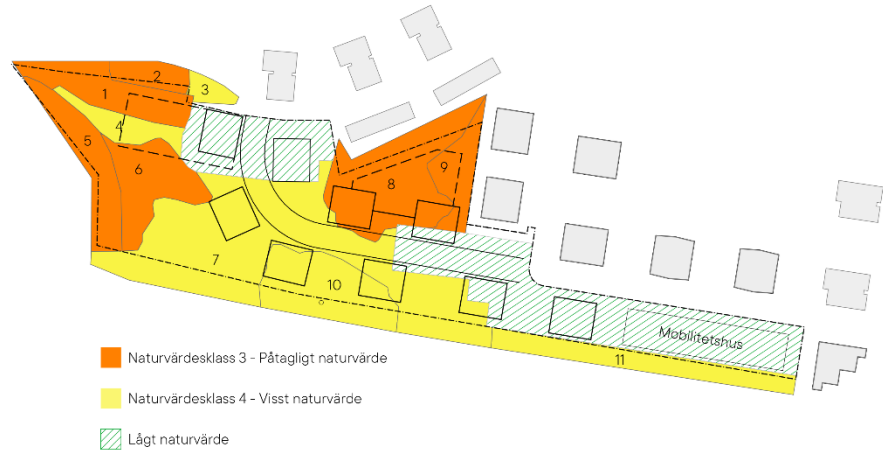 2
1
3
4
5
6
9
8
7
10
11
Mobilitetshus
Naturvärdesklass 3 - Påtagligt naturvärde
Naturvärdesklass 4 - Visst naturvärde
Lågt naturvärde